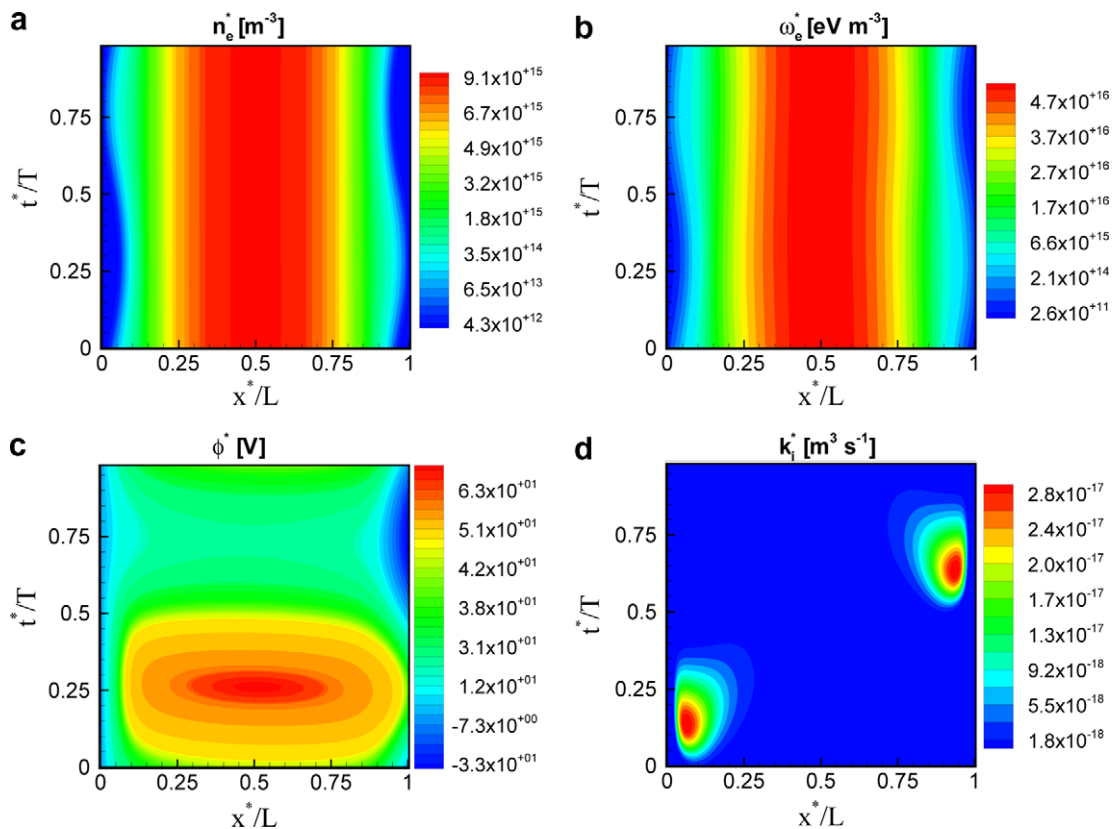 a
n_e^* [m^-3]
t^*/T
0.75
0.5
0.25
0
0 0.25 0.5 0.75 1
x^*/L
9.1x10^+15
6.7x10^+15
4.9x10^+15
3.2x10^+15
1.8x10^+15
3.5x10^+14
6.5x10^+13
4.3x10^+12
b
ω_e^* [eV m^-3]
t^*/T
0.75
0.5
0.25
0
0 0.25 0.5 0.75 1
x^*/L
4.7x10^+16
3.7x10^+16
2.7x10^+16
1.7x10^+16
6.6x10^+15
2.1x10^+14
2.6x10^+11
c
ϕ^* [V]
t^*/T
0.75
0.5
0.25
0
0 0.25 0.5 0.75 1
x^*/L
6.3x10^+01
5.1x10^+01
4.2x10^+01
3.8x10^+01
3.1x10^+01
1.2x10^+01
-7.3x10^+00
-3.3x10^+01
d
k_i^* [m^3 s^-1]
t^*/T
0.75
0.5
0.25
0
0 0.25 0.5 0.75 1
x^*/L
2.8x10^-17
2.4x10^-17
2.0x10^-17
1.7x10^-17
1.3x10^-17
9.2x10^-18
5.5x10^-18
1.8x10^-18